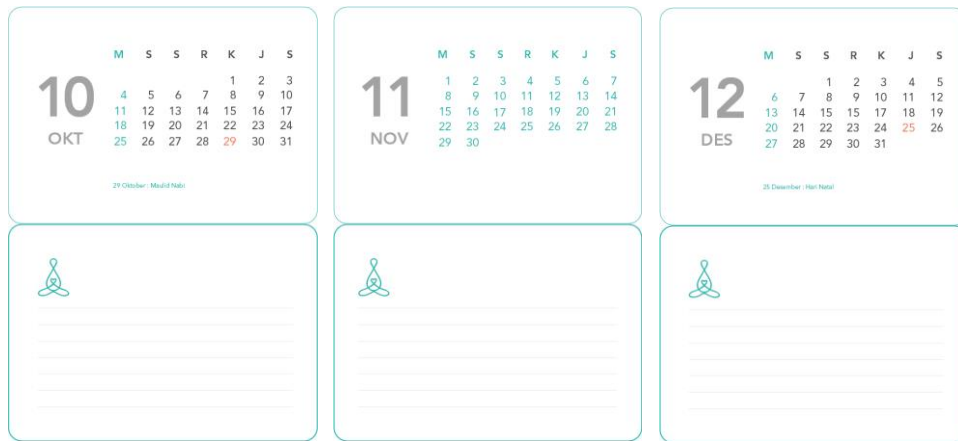 M S S R K J S
1 2 3
4 5 6 7 8 9 10
11 12 13 14 15 16 17
18 19 20 21 22 23 24
25 26 27 28 29 30 31
10
OKT
29 Oktober : Maulid Nabi
M S S R K J S
1 2 3 4 5 6 7
8 9 10 11 12 13 14
15 16 17 18 19 20 21
22 23 24 25 26 27 28
29 30
11
NOV
M S S R K J S
1 2 3 4 5
6 7 8 9 10 11 12
13 14 15 16 17 18 19
20 21 22 23 24 25 26
27 28 29 30 31
12
DES
25 Desember : Hari Natal